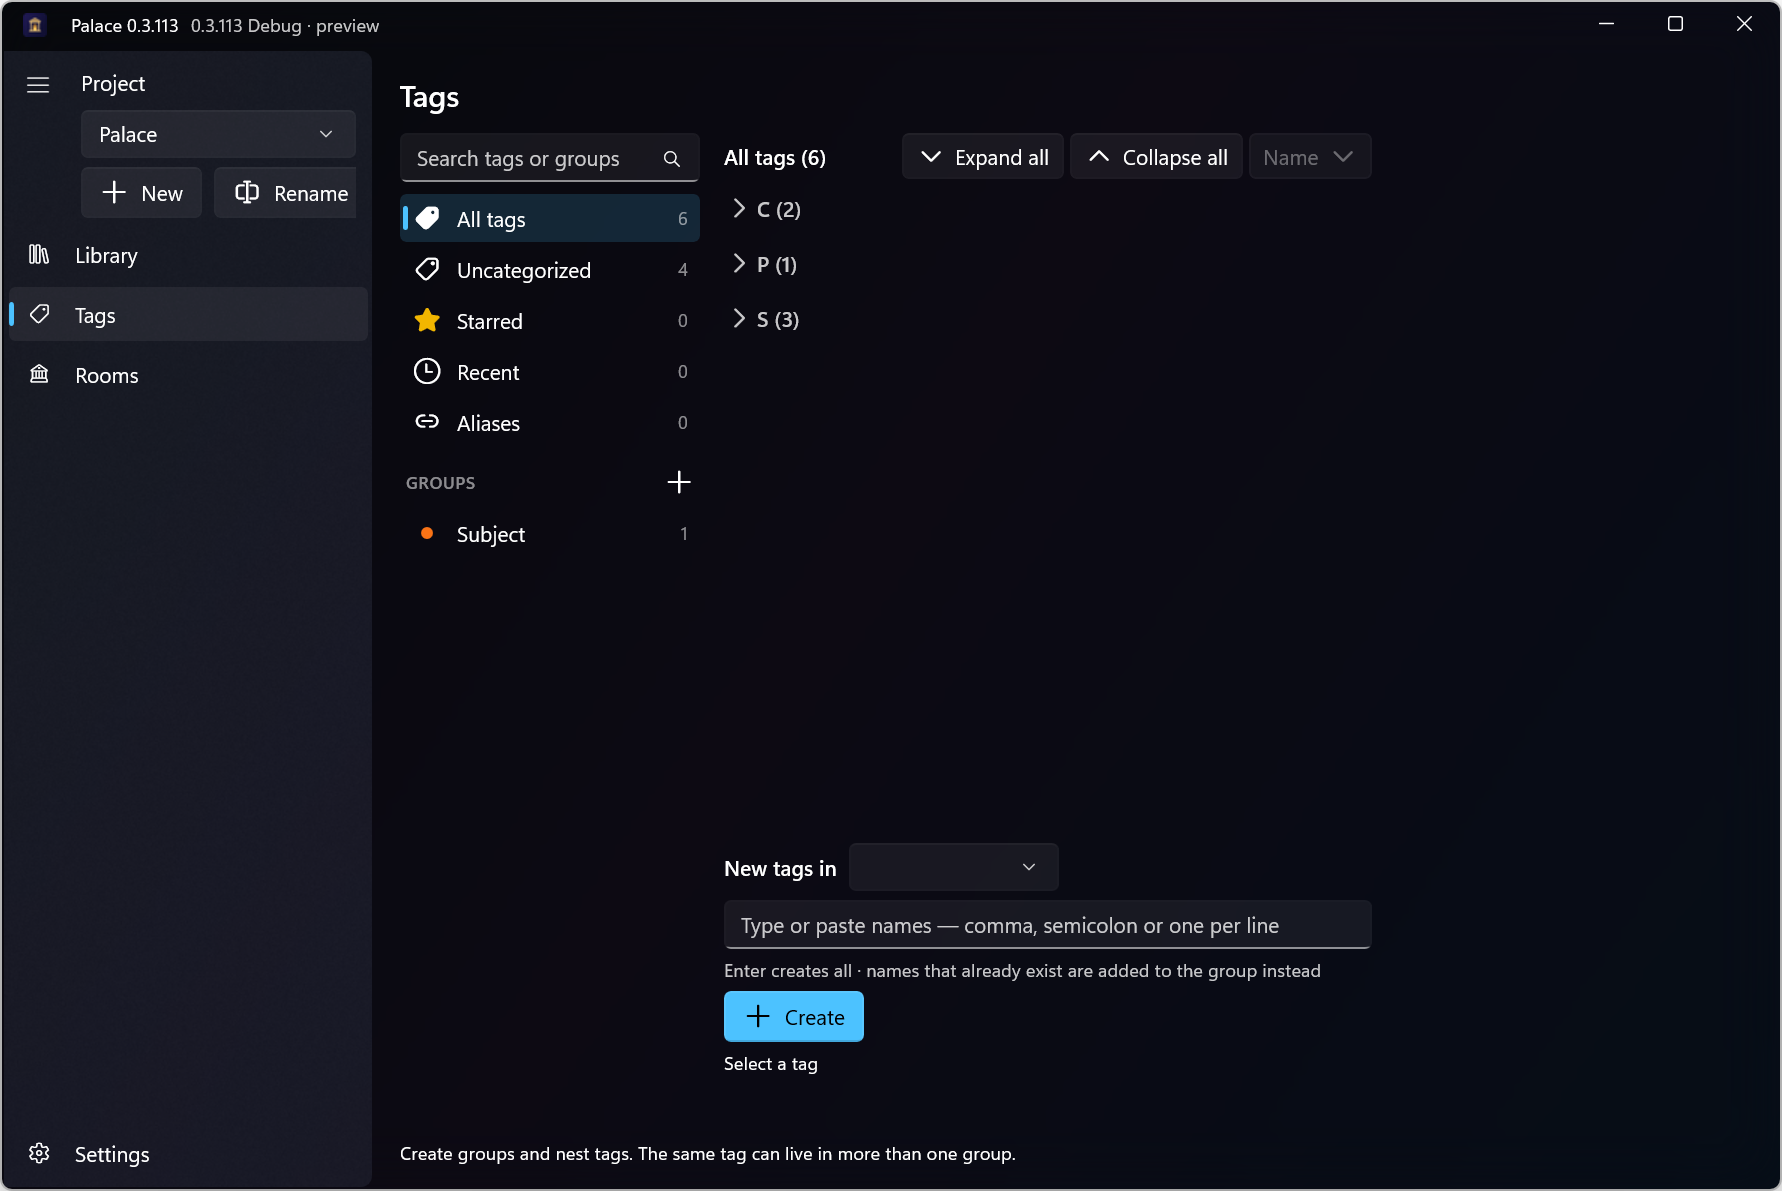 Palace 0.3.113 0.3.113 Debug · preview
Project
Palace
New
Rename
Library
Tags
Rooms
Settings
Tags
Search tags or groups
All tags 6
Uncategorized 4
Starred 0
Recent 0
Aliases 0
GROUPS
Subject 1
All tags (6)
Expand all
Collapse all
Name
C (2)
P (1)
S (3)
New tags in
Type or paste names — comma, semicolon or one per line
Enter creates all · names that already exist are added to the group instead
Create
Select a tag
Create groups and nest tags. The same tag can live in more than one group.